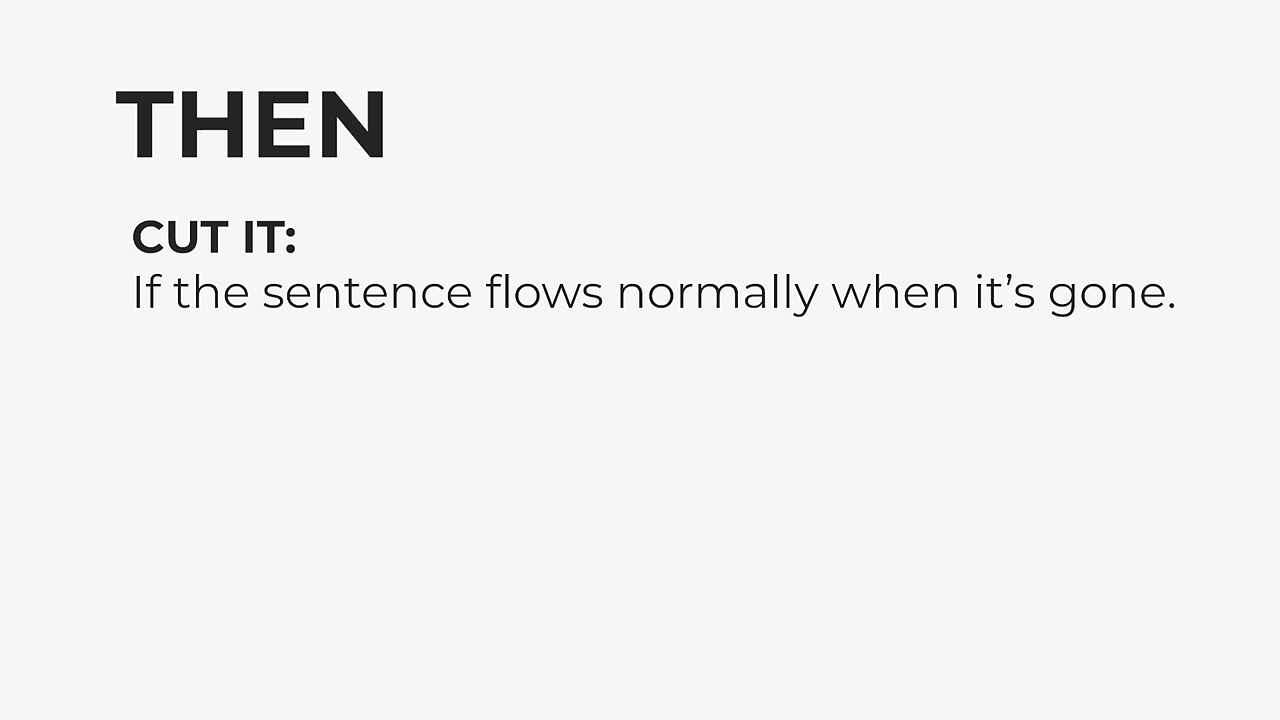 THEN
CUT IT:
If the sentence flows normally when it’s gone.